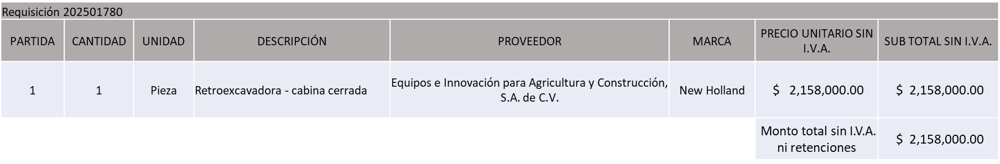 Requisición 202501780
PARTIDA
CANTIDAD
UNIDAD
DESCRIPCIÓN
PROVEEDOR
MARCA
PRECIO UNITARIO SIN
I.V.A.
SUB TOTAL SIN I.V.A.
1
1
Pieza
Retroexcavadora - cabina cerrada
Equipos e Innovación para Agricultura y Construcción,
S.A. de C.V.
New Holland
$ 2,158,000.00
$ 2,158,000.00
Monto total sin I.V.A.
ni retenciones
$ 2,158,000.00